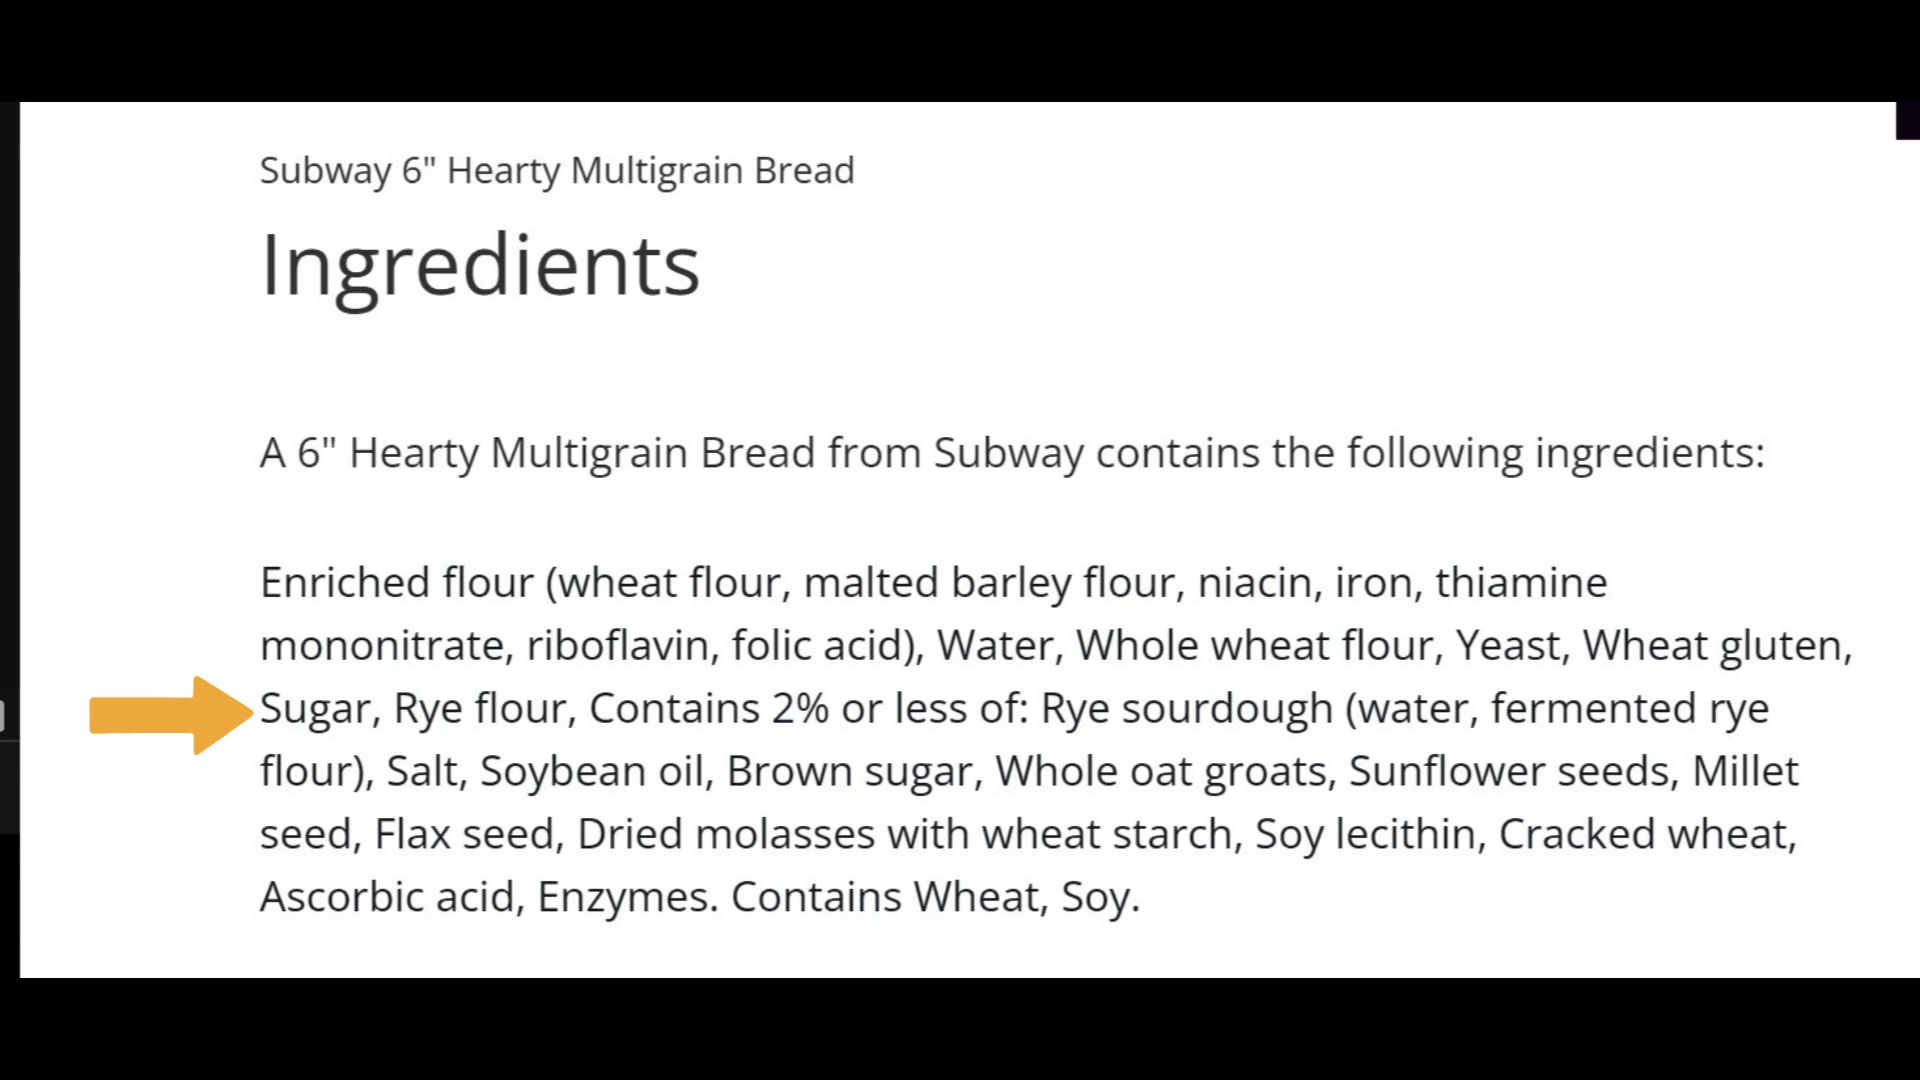 Subway 6" Hearty Multigrain Bread
Ingredients
A 6" Hearty Multigrain Bread from Subway contains the following ingredients:
Enriched flour (wheat flour, malted barley flour, niacin, iron, thiamine
mononitrate, riboflavin, folic acid), Water, Whole wheat flour, Yeast, Wheat gluten,
Sugar, Rye flour, Contains 2% or less of: Rye sourdough (water, fermented rye
flour), Salt, Soybean oil, Brown sugar, Whole oat groats, Sunflower seeds, Millet
seed, Flax seed, Dried molasses with wheat starch, Soy lecithin, Cracked wheat,
Ascorbic acid, Enzymes. Contains Wheat, Soy.